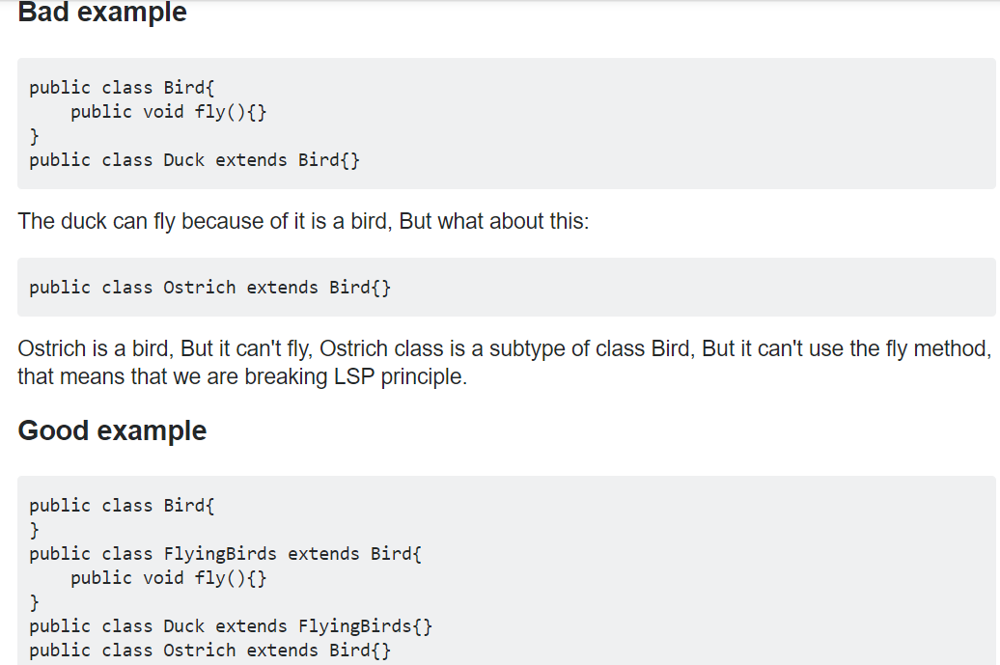 Bad example
public class Bird{
    public void fly(){}
}
public class Duck extends Bird{}
The duck can fly because of it is a bird, But what about this:
public class Ostrich extends Bird{}
Ostrich is a bird, But it can't fly, Ostrich class is a subtype of class Bird, But it can't use the fly method,
that means that we are breaking LSP principle.
Good example
public class Bird{
}
public class FlyingBirds extends Bird{
    public void fly(){}
}
public class Duck extends FlyingBirds{}
public class Ostrich extends Bird{}